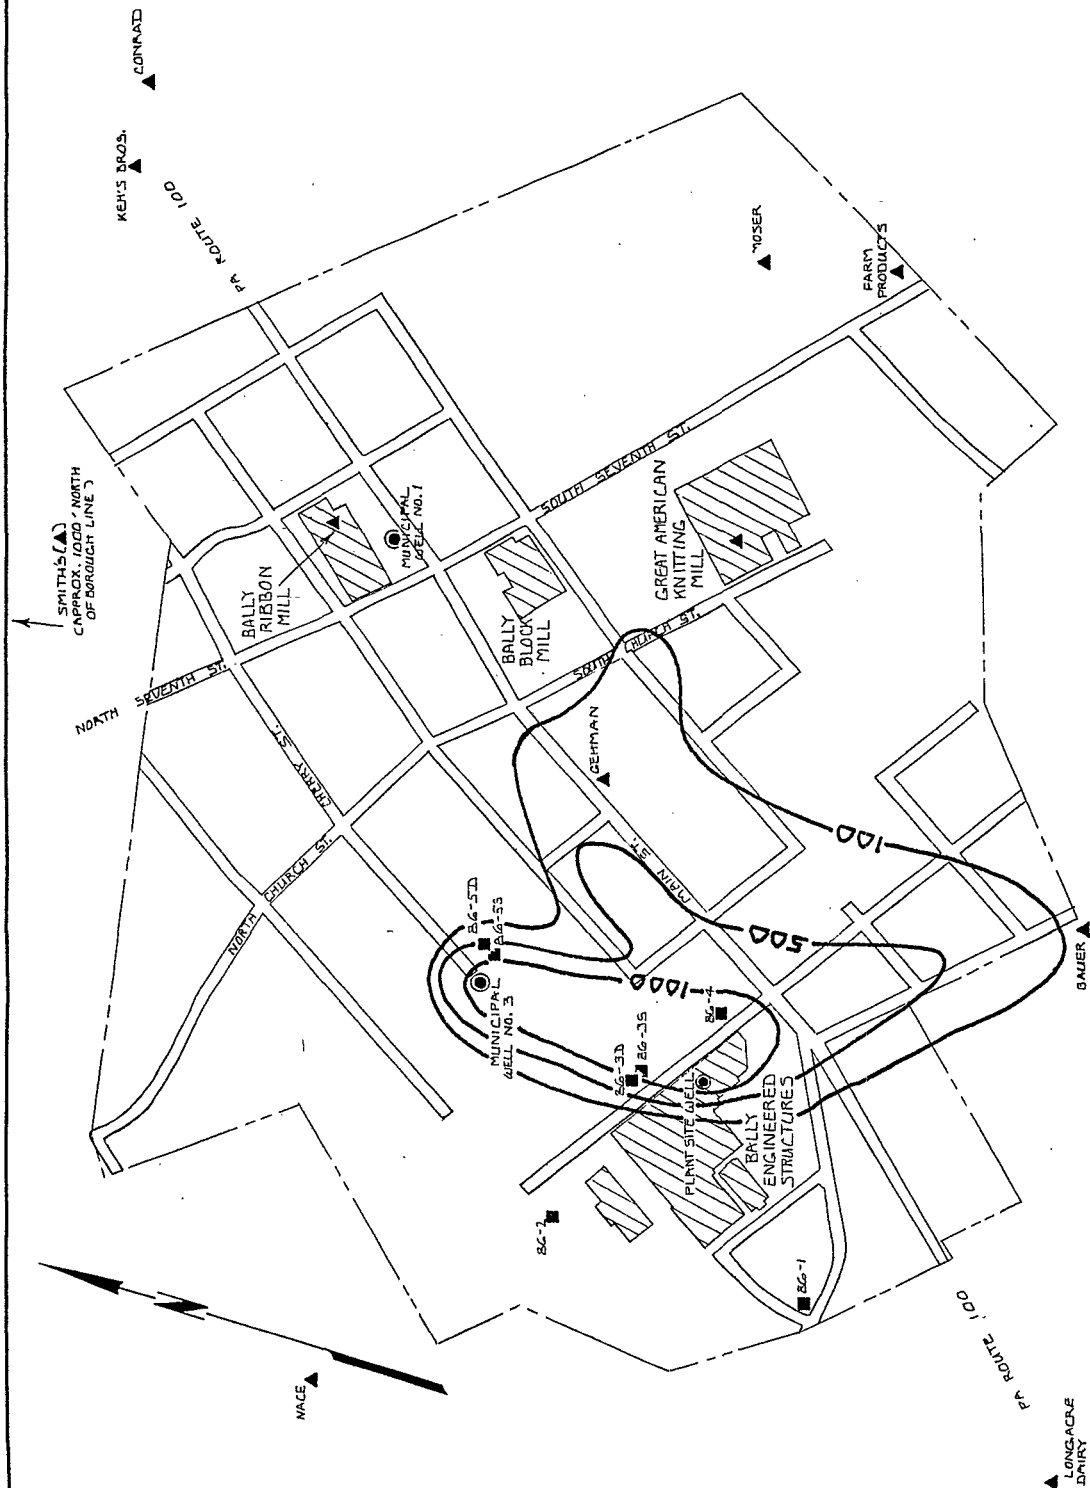 CONRAD
KEH'S BROS.
PA ROUTE 100
SMITH'S (▲)
(APPROX. 1000' NORTH
OF BOROUGH LINE)
MOSER
FARM
PRODUCTS
BALLY
RIBBON
MILL
MUNICIPAL
WELL NO. 1
SOUTH SEVENTH ST.
GREAT AMERICAN
KNITTING
MILL
BALLY
BLOCK
MILL
SOUTH CHURCH ST.
NORTH SEVENTH ST.
CHERRY ST.
GEHMAN
NORTH CHURCH ST.
MAIN ST.
100
500
1000
BG-5D
BG-5S
MUNICIPAL
WELL NO. 3
BG-4
BG-3S
BG-3D
PLANT SITE WELL
BALLY
ENGINEERED
STRUCTURES
BAUER
BG-2
BG-1
N
NACE
PA ROUTE 100
LONGACRE
DAIRY